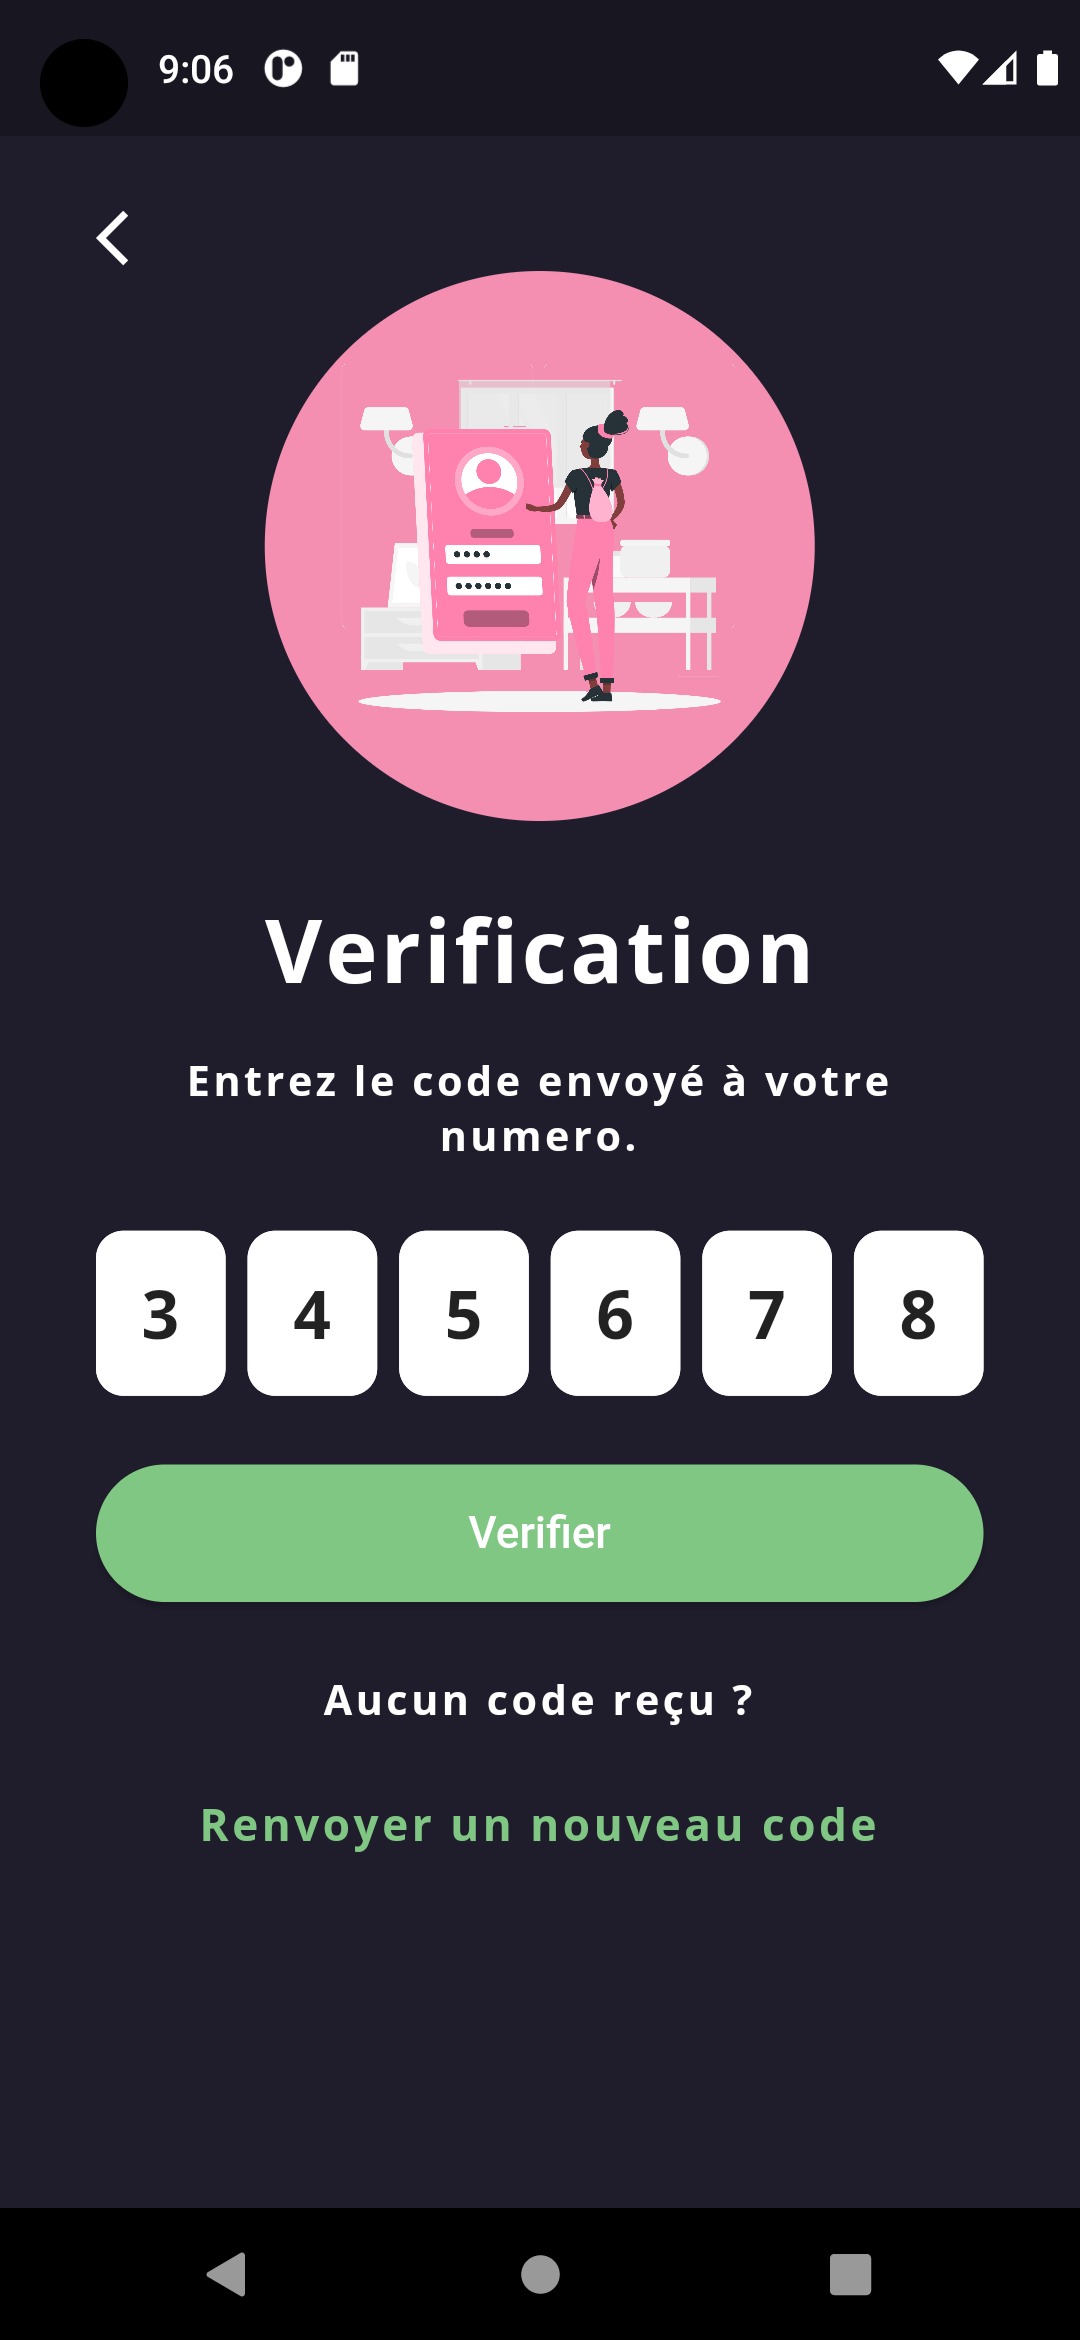 9:06
Verification
Entrez le code envoyé à votre
numero.
3 4 5 6 7 8
Verifier
Aucun code reçu ?
Renvoyer un nouveau code